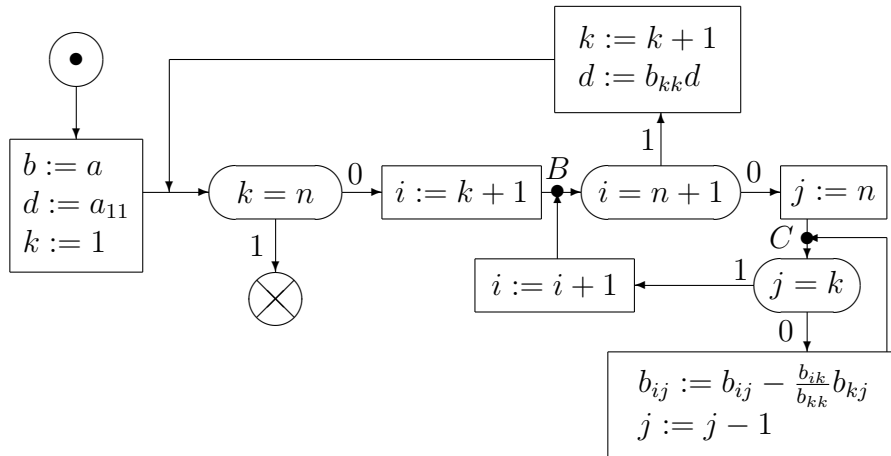 k := k + 1
d := b_{kk}d
b := a
d := a_{11}
k := 1
k = n
0
1
i := k + 1
B
i = n + 1
1
0
j := n
C
j = k
1
0
i := i + 1
b_{ij} := b_{ij} − \frac{b_{ik}}{b_{kk}}b_{kj}
j := j − 1